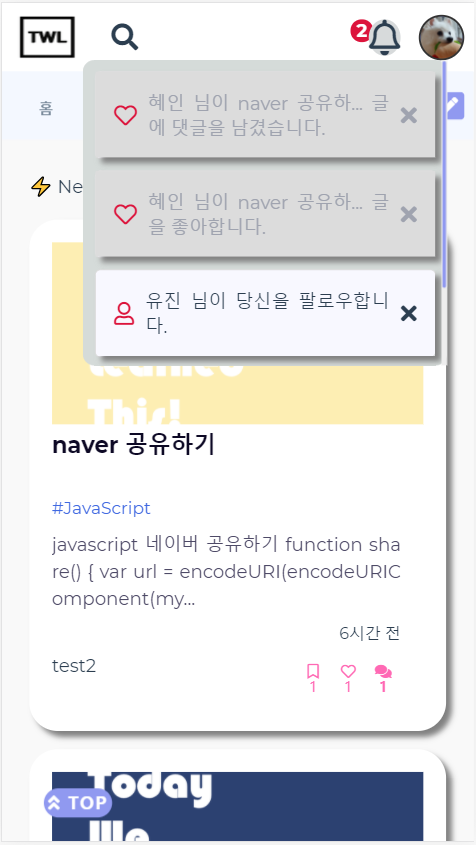 TWL
2
홈
혜인 님이 naver 공유하... 글
에 댓글을 남겼습니다.
혜인 님이 naver 공유하... 글
을 좋아합니다.
유진 님이 당신을 팔로우합니
다.
Ne
This!
naver 공유하기
#JavaScript
javascript 네이버 공유하기 function sha
re() { var url = encodeURI(encodeURIC
omponent(my...
6시간 전
test2
1 1 1
Today
We
TOP